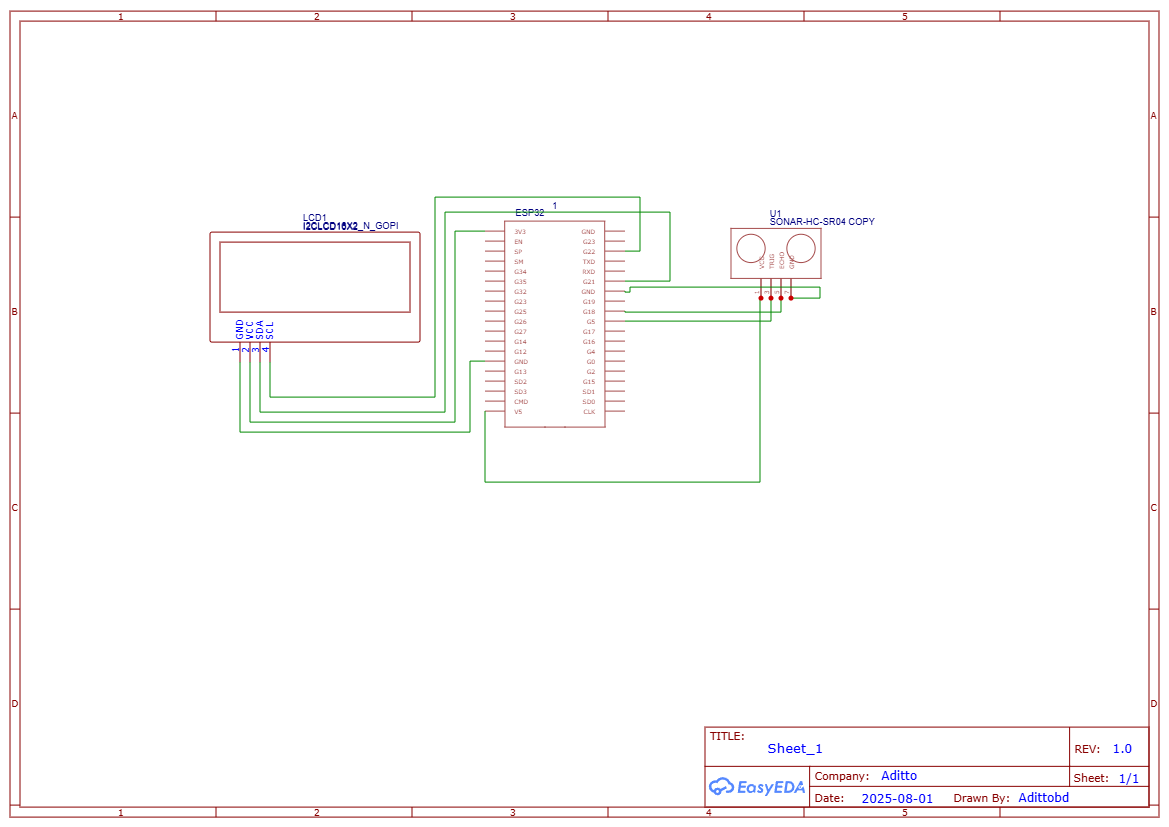 1 2 3 4 5
A A
LCD1
I2CLCD16X2_N_GOPI
GND
VCC
SDA
SCL
1
2
3
4
1
ESP32
3V3 GND
EN G23
SP G22
SM TXD
G34 RXD
G35 G21
G32 GND
G23 G19
G25 G18
G26 G5
G27 G17
G14 G16
G12 G4
GND G0
G13 G2
SD2 G15
SD3 SD1
CMD SD0
V5 CLK
U1
SONAR-HC-SR04 COPY
VCC
TRIG
ECHO
GND
1
3
5
7
B B
C C
D D
TITLE:
Sheet_1
REV: 1.0
EasyEDA
Company: Aditto
Sheet: 1/1
Date: 2025-08-01 Drawn By: Adittobd
1 2 3 4 5